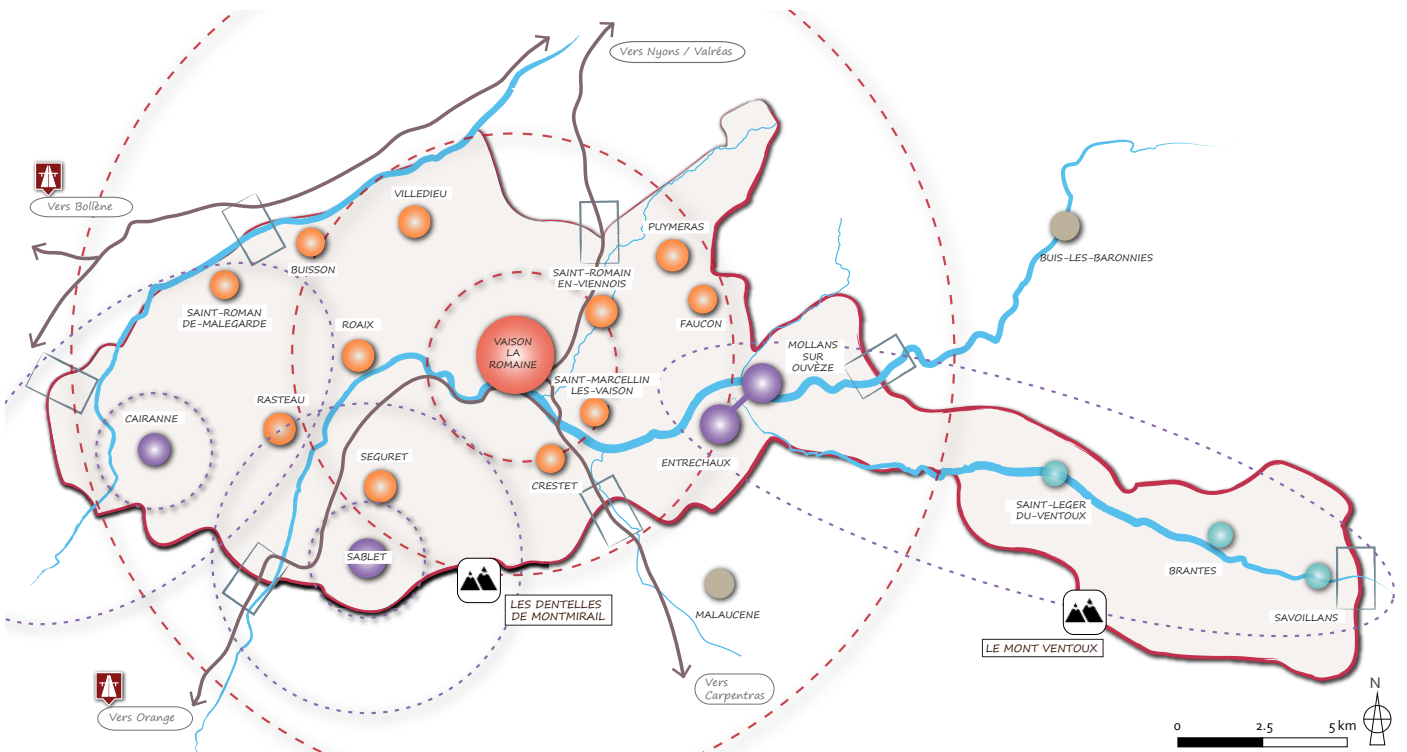 Vers Nyons / Valréas
Vers Bollène
VILLEDIEU
BUISSON
PUYMERAS
SAINT-ROMAIN
EN-VIENNOIS
BUIS-LES-BARONNIES
SAINT-ROMAN
DE-MALEGARDE
ROAIX
FAUCON
VAISON
LA
ROMAINE
MOLLANS
SUR
OUVÈZE
SAINT-MARCELLIN
LES-VAISON
RASTEAU
CAIRANNE
SEGURET
CRESTET
ENTRECHAUX
SAINT-LEGER
DU-VENTOUX
SABLET
BRANTES
LES DENTELLES
DE MONTMIRAIL
MALAUCENE
SAVOILLANS
LE MONT VENTOUX
Vers
Carpentras
Vers Orange
N
0 2.5 5 km